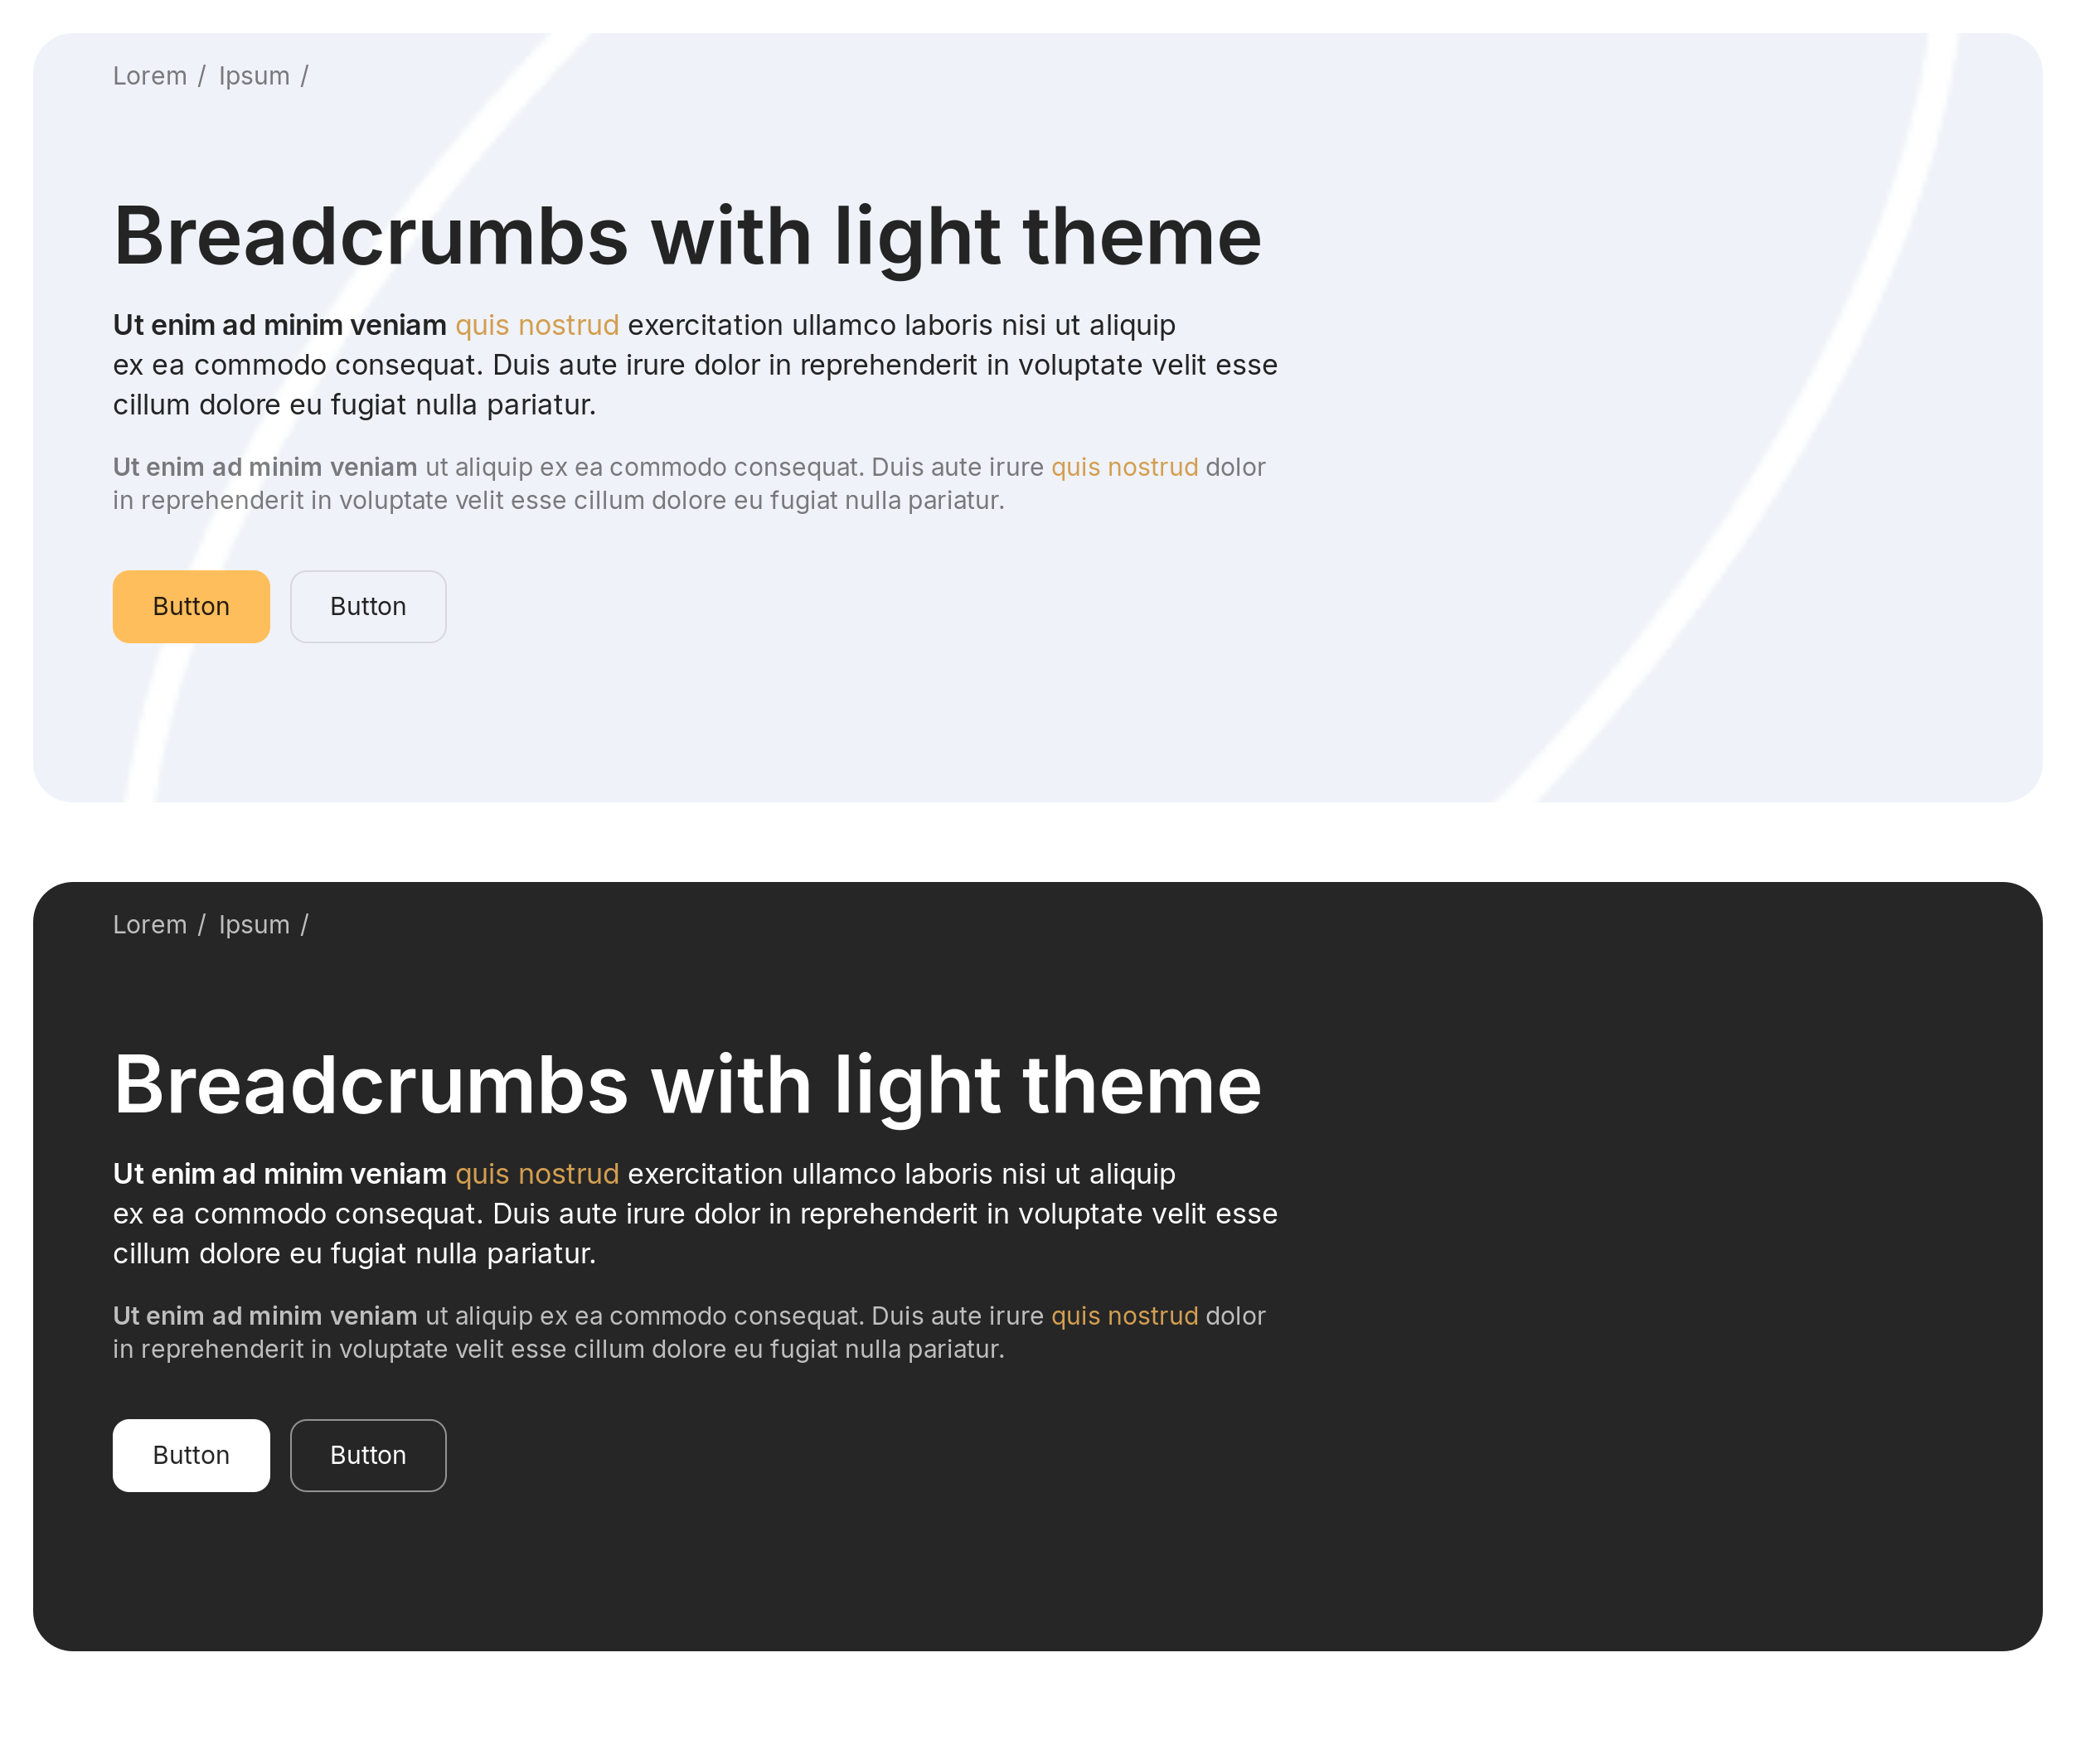 Lorem / Ipsum /
Breadcrumbs with light theme
Ut enim ad minim veniam quis nostrud exercitation ullamco laboris nisi ut aliquip
ex ea commodo consequat. Duis aute irure dolor in reprehenderit in voluptate velit esse
cillum dolore eu fugiat nulla pariatur.
Ut enim ad minim veniam ut aliquip ex ea commodo consequat. Duis aute irure quis nostrud dolor
in reprehenderit in voluptate velit esse cillum dolore eu fugiat nulla pariatur.
Button Button
Lorem / Ipsum /
Breadcrumbs with light theme
Ut enim ad minim veniam quis nostrud exercitation ullamco laboris nisi ut aliquip
ex ea commodo consequat. Duis aute irure dolor in reprehenderit in voluptate velit esse
cillum dolore eu fugiat nulla pariatur.
Ut enim ad minim veniam ut aliquip ex ea commodo consequat. Duis aute irure quis nostrud dolor
in reprehenderit in voluptate velit esse cillum dolore eu fugiat nulla pariatur.
Button Button